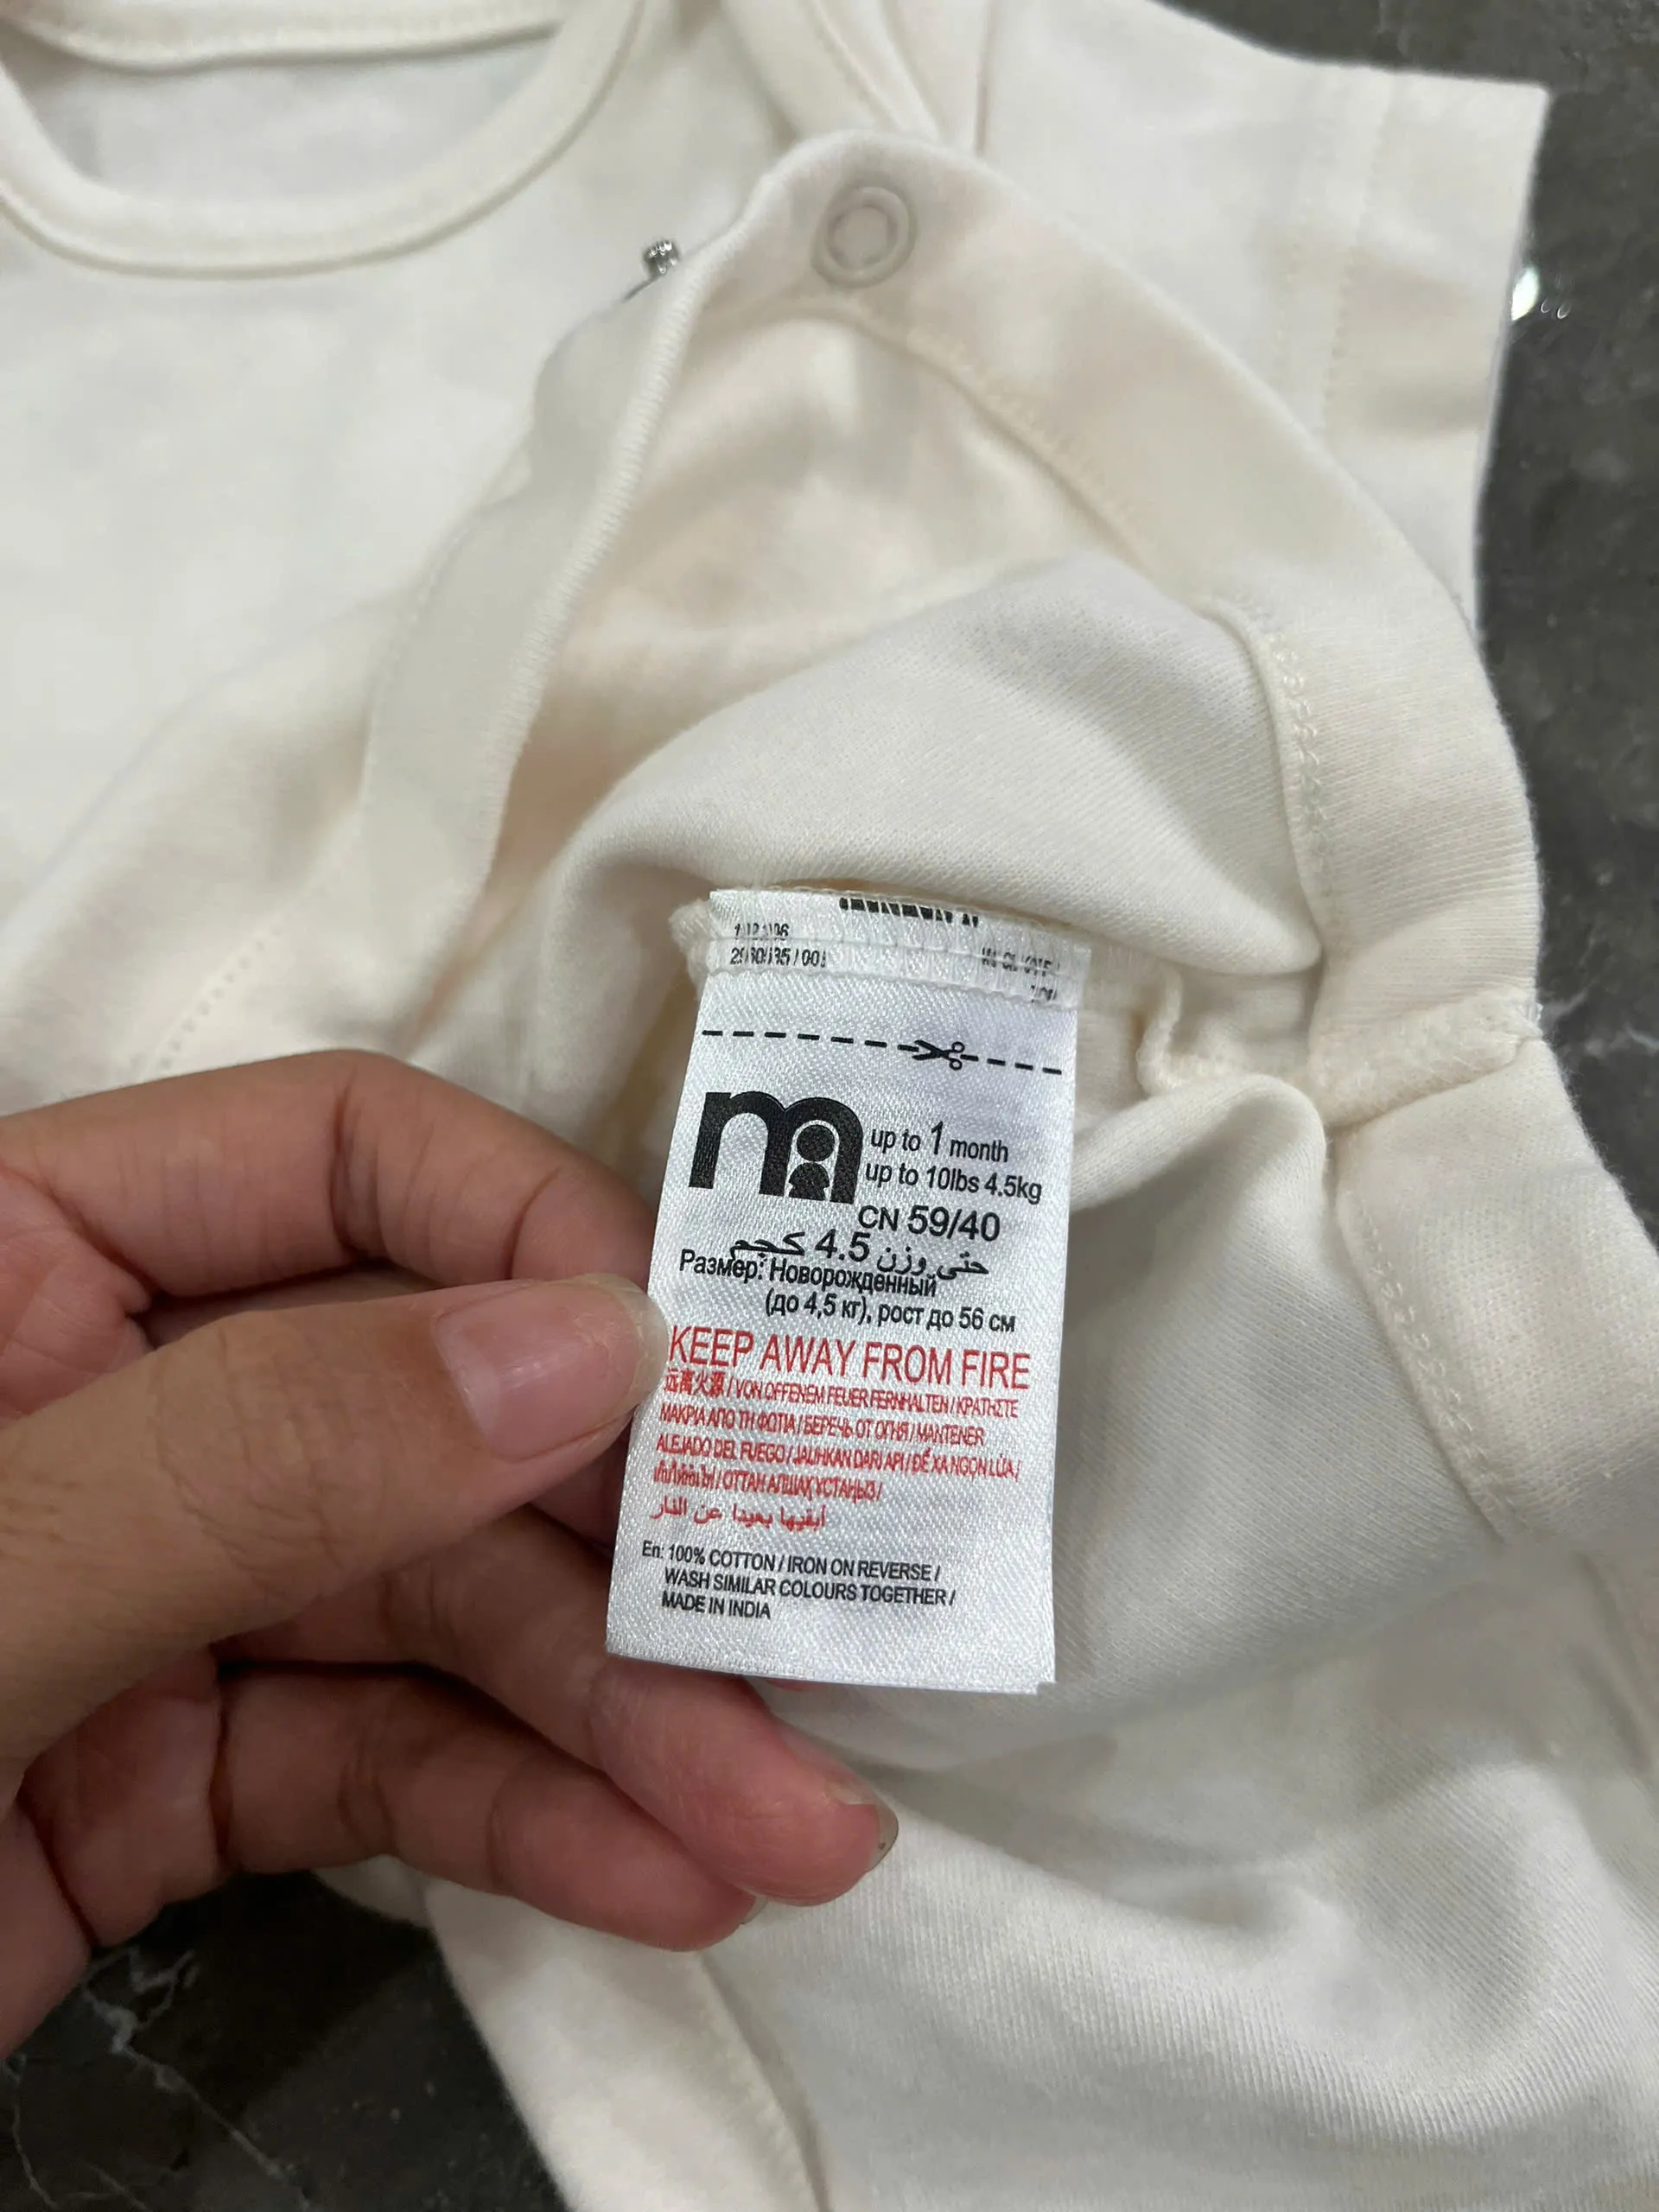 m
up to 1 month
up to 10lbs 4.5kg
CN 59/40
حتى وزن 4.5 كجم
Размер: Новорожденный
(до 4,5 кг), рост до 56 см
KEEP AWAY FROM FIRE
远离火源 / VON OFFENEM FEUER FERNHALTEN / ΚΡΑΤΗΣΤΕ
ΜΑΚΡΙΑ ΑΠΟ ΤΗ ΦΩΤΙΑ / БЕРЕЧЬ ОТ ОГНЯ / MANTENER
ALEJADO DEL FUEGO / JAUHKAN DARI API / ĐỂ XA NGỌN LỬA /
ОТТАН АЛШАҚ ҰСТАҢЫЗ /
أبقيها بعيدا عن النار
En: 100% COTTON / IRON ON REVERSE /
WASH SIMILAR COLOURS TOGETHER /
MADE IN INDIA